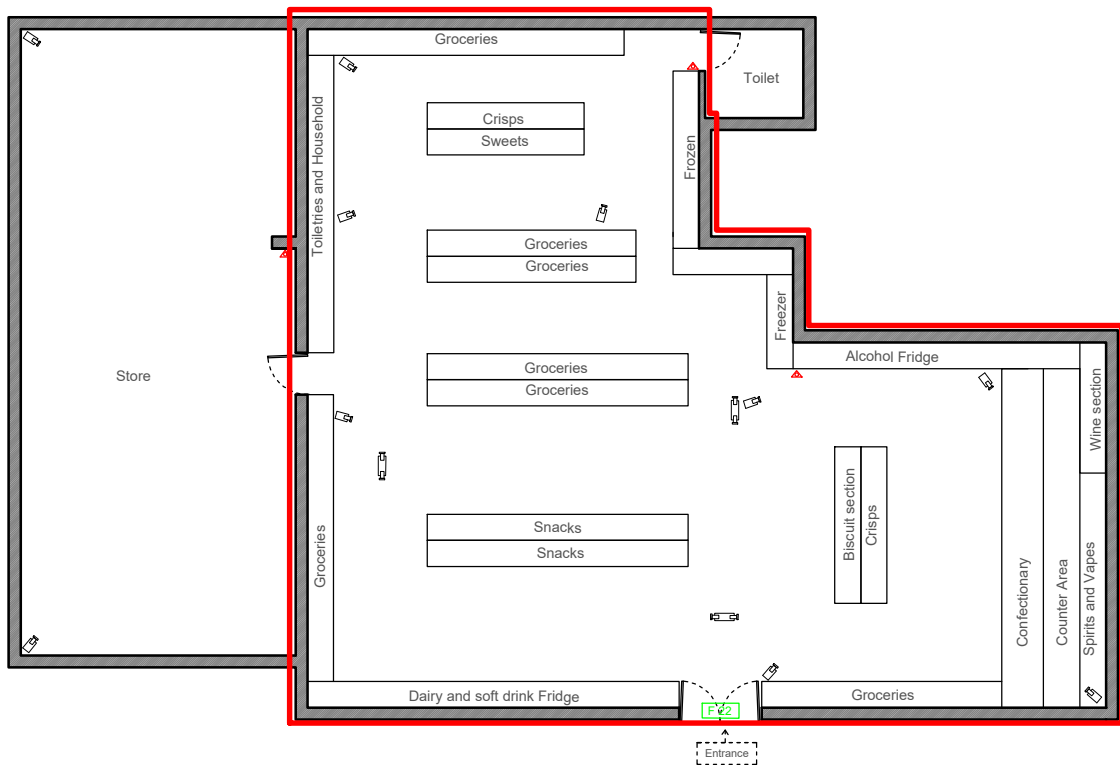 Groceries
Toilet
Crisps
Sweets
Toiletries and Household
Frozen
Groceries
Groceries
Freezer
Store
Groceries
Groceries
Alcohol Fridge
Wine section
Biscuit section
Crisps
Snacks
Snacks
Groceries
Confectionary
Counter Area
Spirits and Vapes
Dairy and soft drink Fridge
Groceries
Entrance